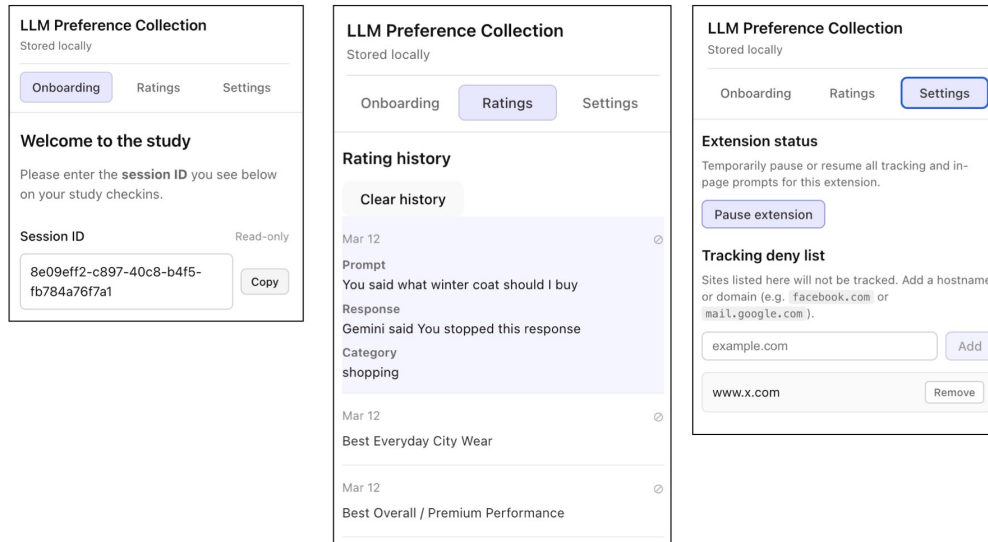 LLM Preference Collection
Stored locally
Onboarding
Ratings
Settings
Welcome to the study
Please enter the session ID you see below
on your study checkins.
Session ID
Read-only
8e09eff2-c897-40c8-b4f5-
fb784a76f7a1
Copy
LLM Preference Collection
Stored locally
Onboarding
Ratings
Settings
Rating history
Clear history
Mar 12
Prompt
You said what winter coat should I buy
Response
Gemini said You stopped this response
Category
shopping
Mar 12
Best Everyday City Wear
Mar 12
Best Overall / Premium Performance
LLM Preference Collection
Stored locally
Onboarding
Ratings
Settings
Extension status
Temporarily pause or resume all tracking and in-
page prompts for this extension.
Pause extension
Tracking deny list
Sites listed here will not be tracked. Add a hostname
or domain (e.g. facebook.com or
mail.google.com ).
example.com
Add
www.x.com
Remove